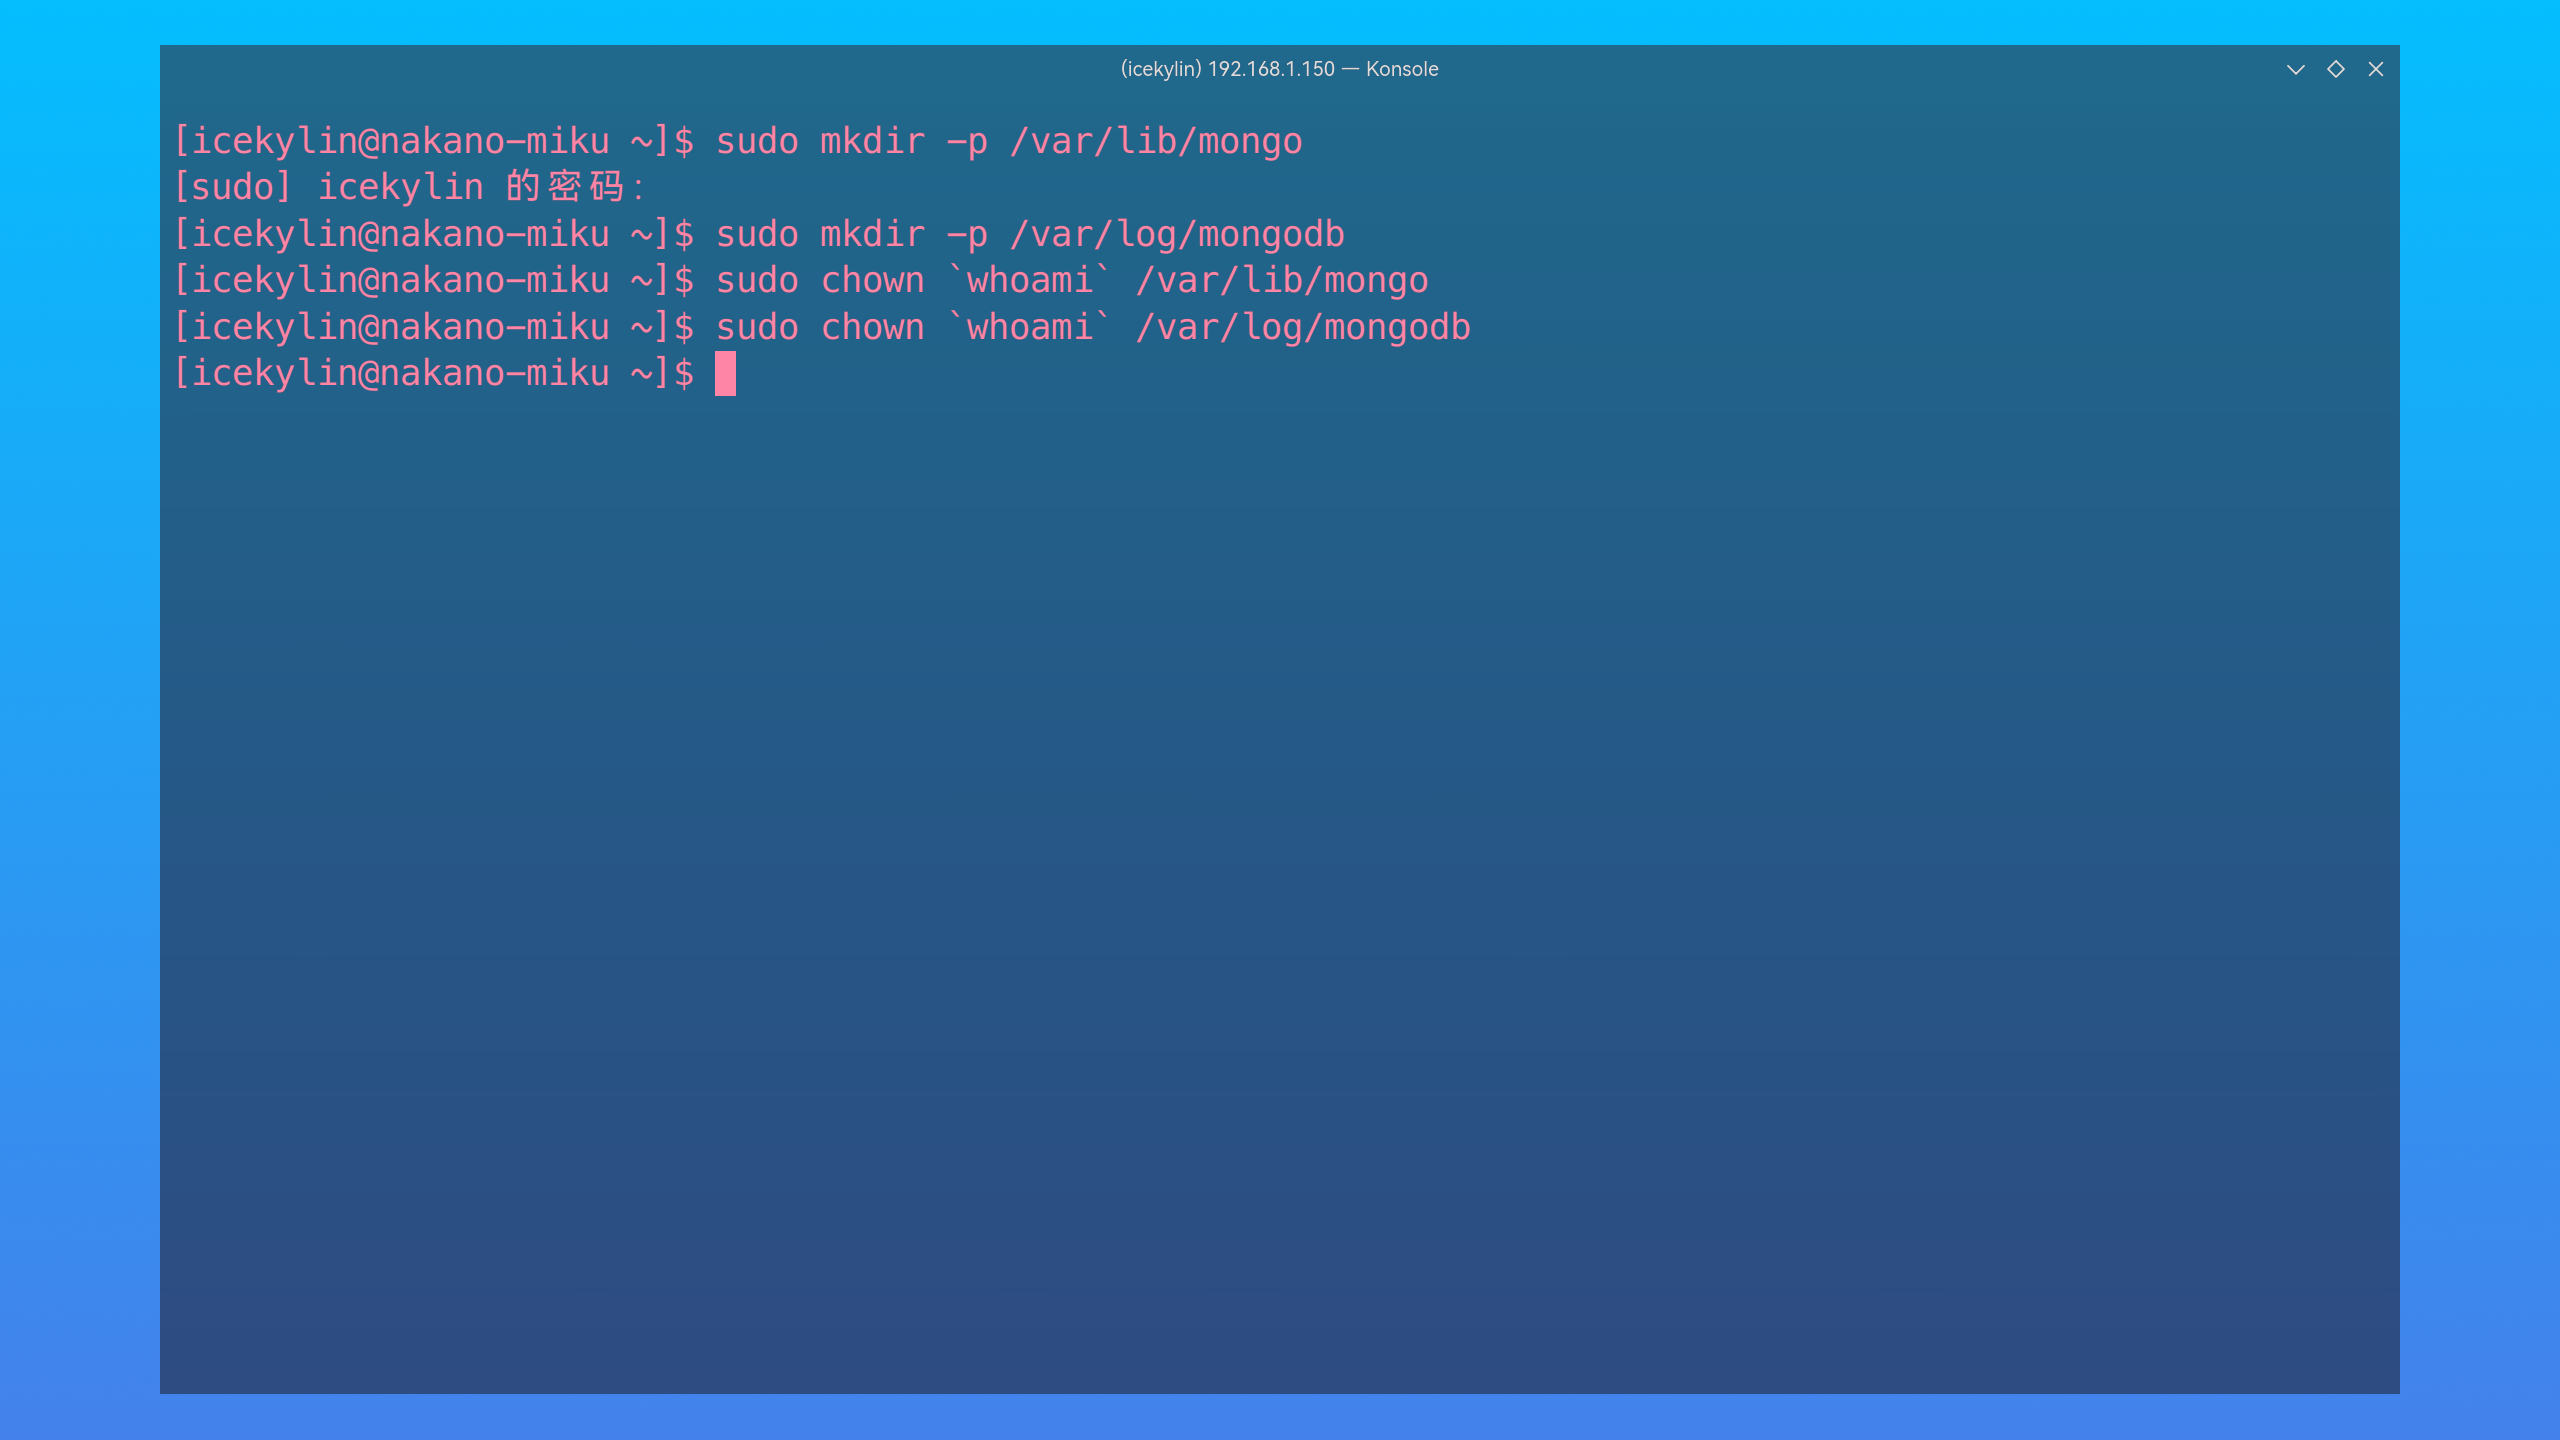 (icekylin) 192.168.1.150 — Konsole
[icekylin@nakano-miku ~]$ sudo mkdir -p /var/lib/mongo
[sudo] icekylin 的密码：
[icekylin@nakano-miku ~]$ sudo mkdir -p /var/log/mongodb
[icekylin@nakano-miku ~]$ sudo chown `whoami` /var/lib/mongo
[icekylin@nakano-miku ~]$ sudo chown `whoami` /var/log/mongodb
[icekylin@nakano-miku ~]$